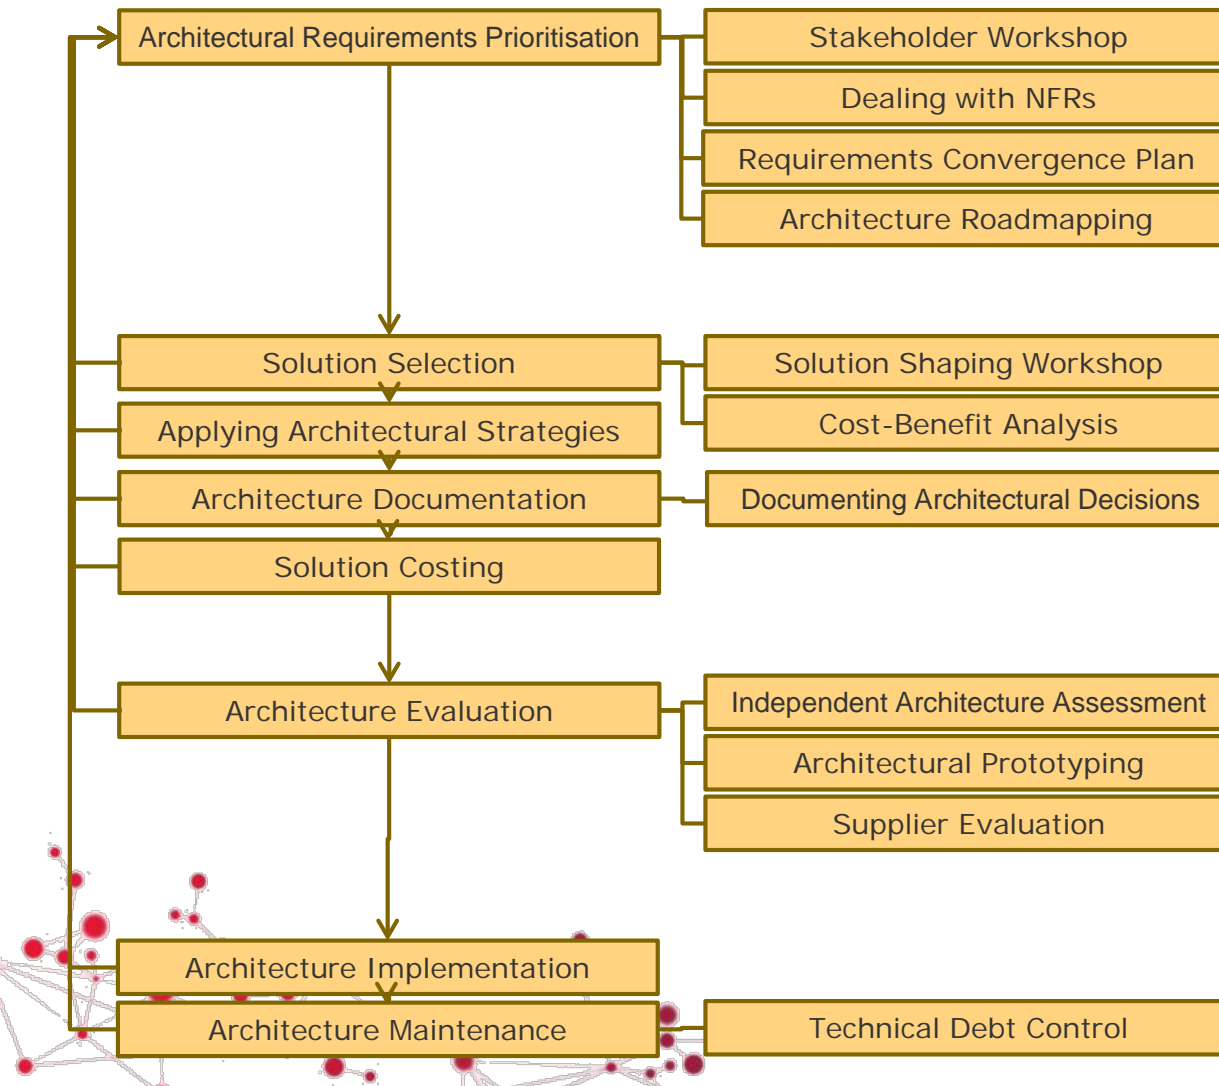 Architectural Requirements Prioritisation
Stakeholder Workshop
Dealing with NFRs
Requirements Convergence Plan
Architecture Roadmapping
Solution Selection
Solution Shaping Workshop
Cost-Benefit Analysis
Applying Architectural Strategies
Architecture Documentation
Documenting Architectural Decisions
Solution Costing
Architecture Evaluation
Independent Architecture Assessment
Architectural Prototyping
Supplier Evaluation
Architecture Implementation
Architecture Maintenance
Technical Debt Control